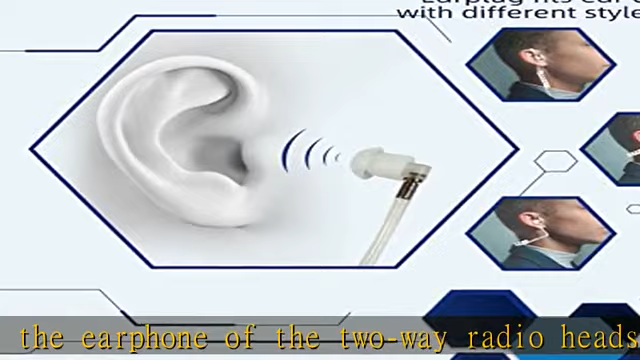 with different style
the earphone of the two-way radio heads